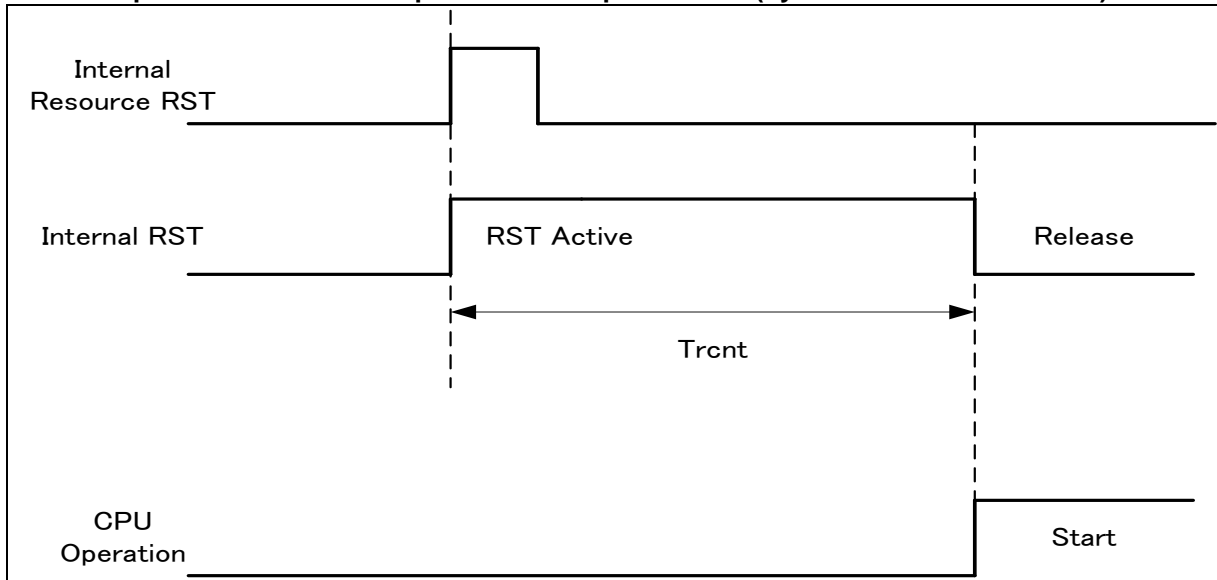 Internal
Resource RST
Internal RST
RST Active
Release
Trcnt
CPU
Operation
Start